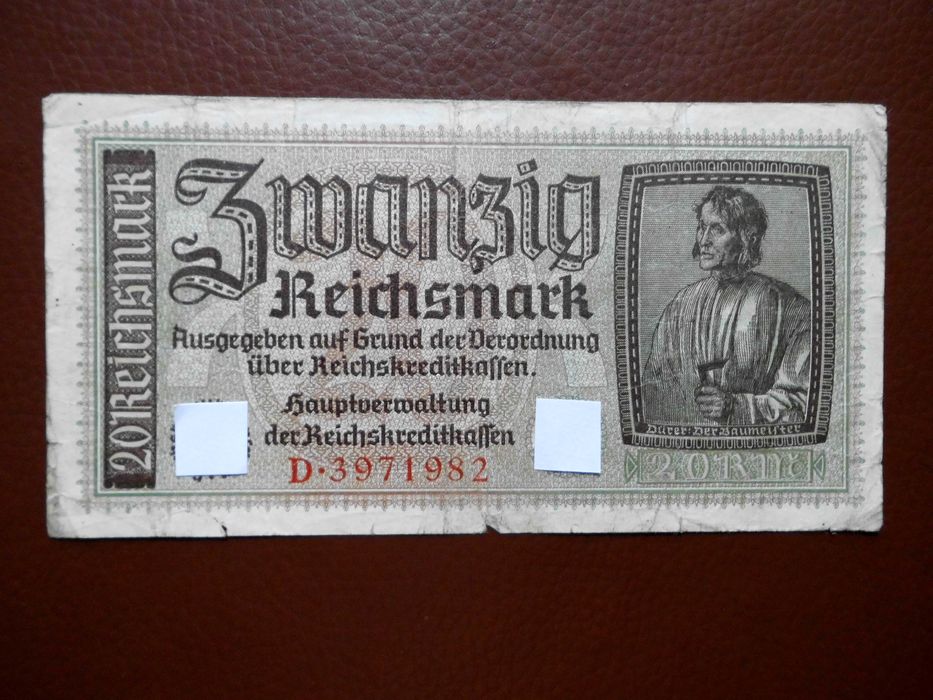 20 Reichsmark
Zwanzig
Reichsmark
Ausgegeben auf Grund der Verordnung
über Reichskreditkassen.
Hauptverwaltung
der Reichskreditkassen
D·3971982
Dürer: Der Baumeister
20 RM